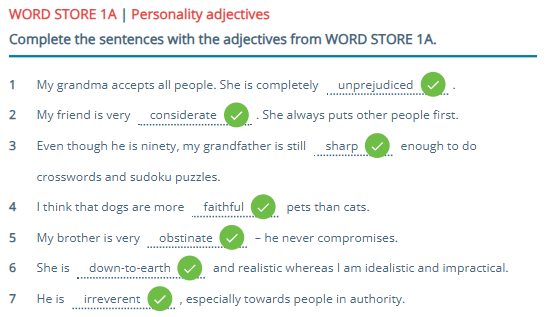 WORD STORE 1A | Personality adjectives
Complete the sentences with the adjectives from WORD STORE 1A.
1 My grandma accepts all people. She is completely unprejudiced .
2 My friend is very considerate . She always puts other people first.
3 Even though he is ninety, my grandfather is still sharp enough to do
crosswords and sudoku puzzles.
4 I think that dogs are more faithful pets than cats.
5 My brother is very obstinate – he never compromises.
6 She is down-to-earth and realistic whereas I am idealistic and impractical.
7 He is irreverent , especially towards people in authority.